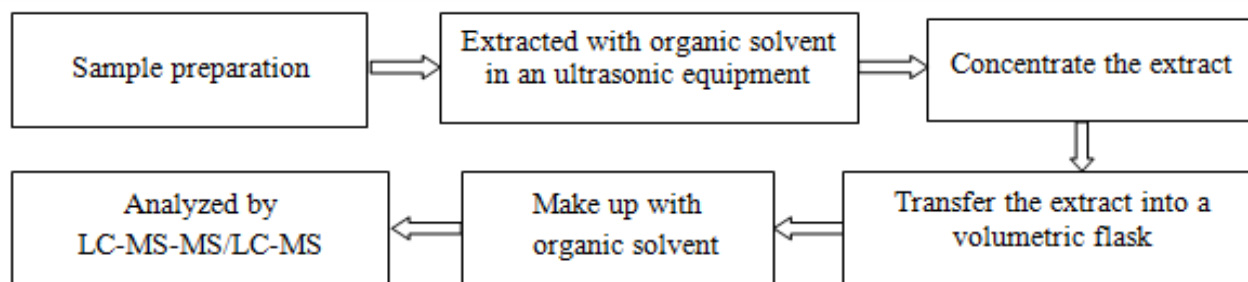 Sample preparation
Extracted with organic solvent
in an ultrasonic equipment
Concentrate the extract
Transfer the extract into a
volumetric flask
Make up with
organic solvent
Analyzed by
LC-MS-MS/LC-MS